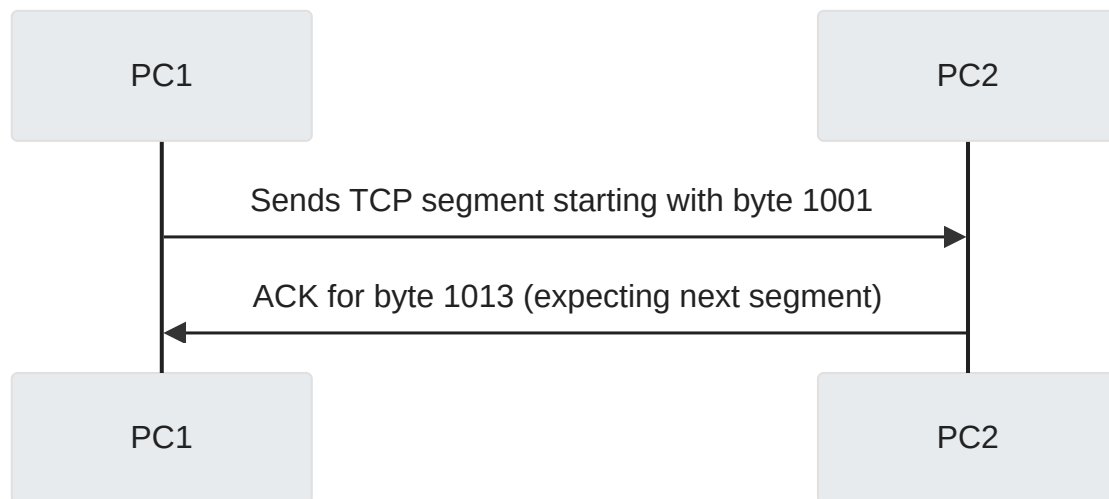 PC1
PC2
Sends TCP segment starting with byte 1001
ACK for byte 1013 (expecting next segment)
PC1
PC2